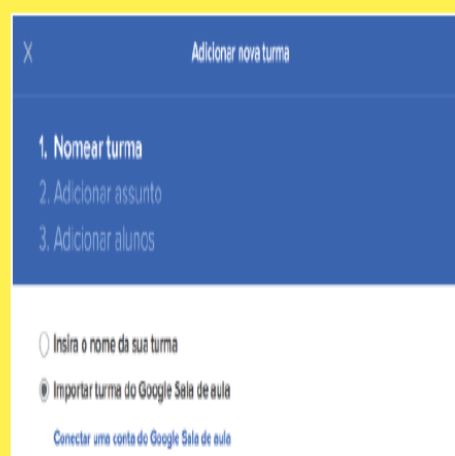 Adicionar nova turma
1. Nomear turma
2. Adicionar assunto
3. Adicionar alunos
Insira o nome da sua turma
Importar turma do Google Sala de aula
Conectar uma conta do Google Sala de aula